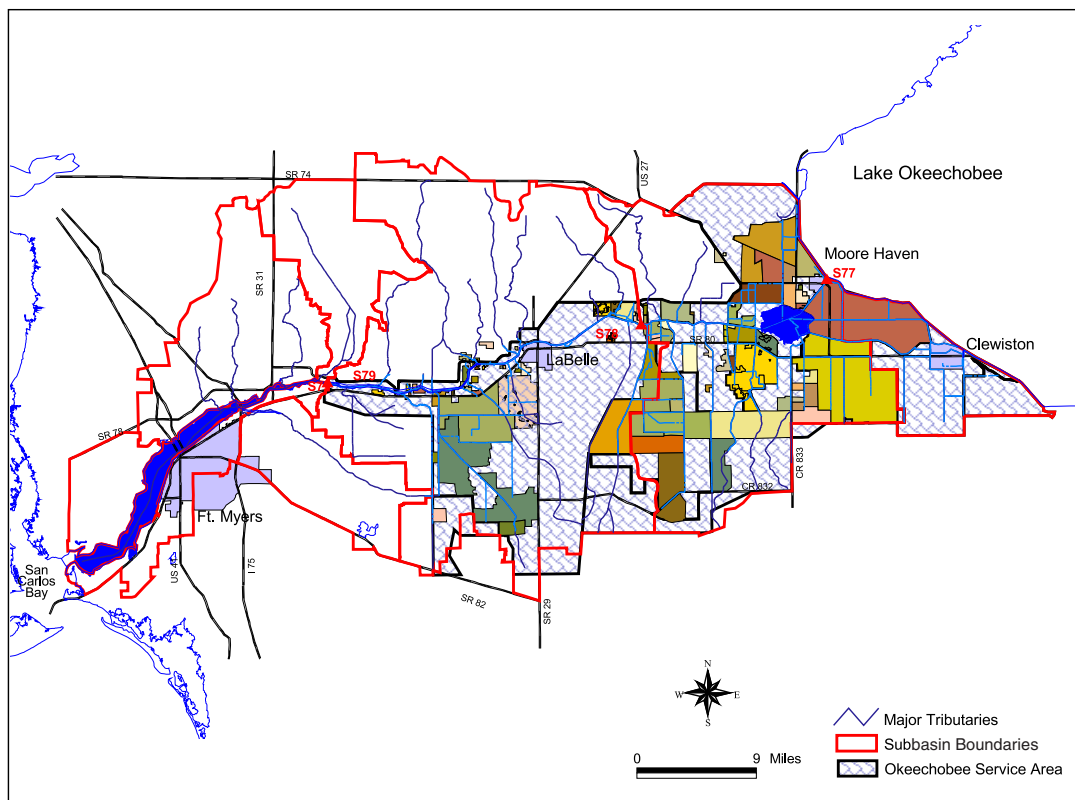 SR 74
US 27
Lake Okeechobee
SR 31
Moore Haven
S77
S78
SR 80
LaBelle
Clewiston
S79
S79
SR 78
CR 833
CR 832
Ft. Myers
San
Carlos
Bay
US 41
I 75
SR 82
SR 29
N
W
E
S
0
9
Miles
Major Tributaries
Subbasin Boundaries
Okeechobee Service Area